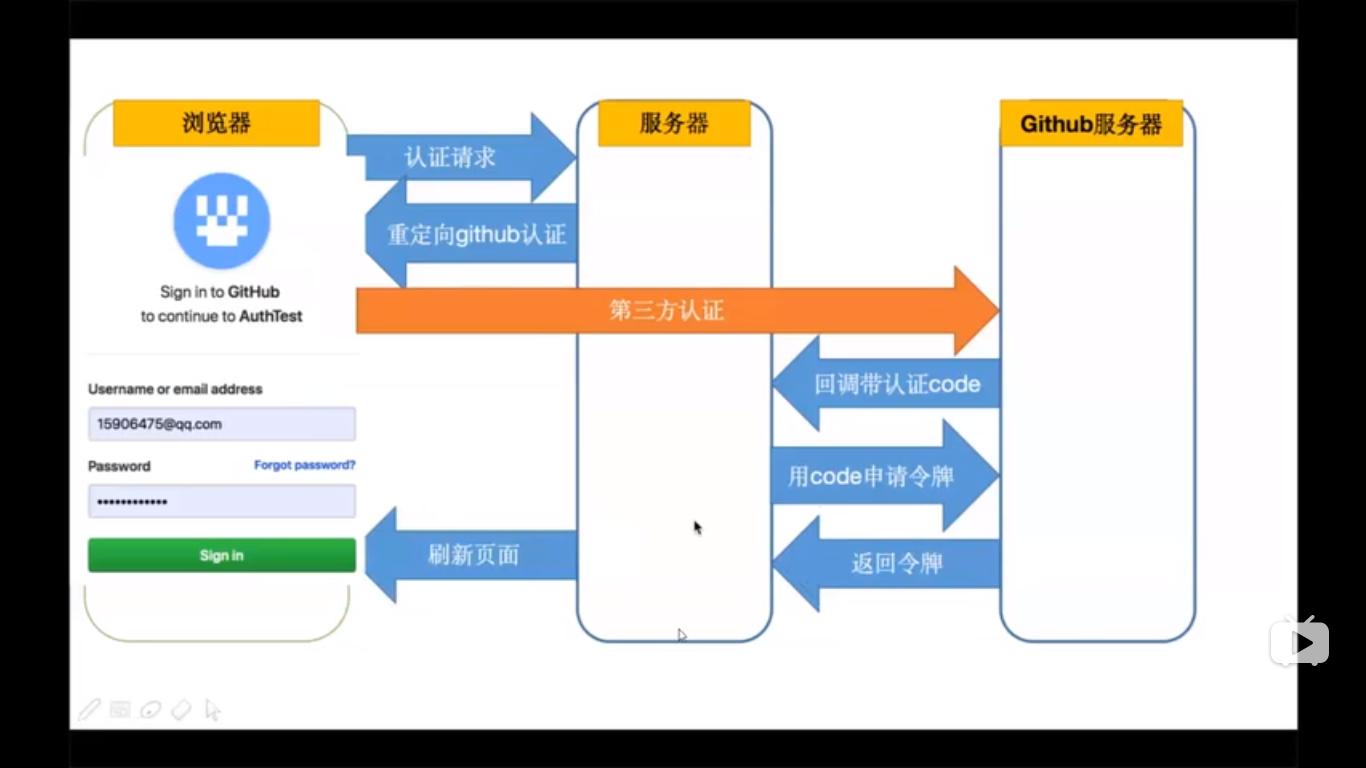 浏览器
服务器
Github服务器
认证请求
重定向github认证
Sign in to GitHub
to continue to AuthTest
第三方认证
回调带认证code
Username or email address
15906475@qq.com
Password
Forgot password?
用code申请令牌
••••••••••••
Sign in
刷新页面
返回令牌